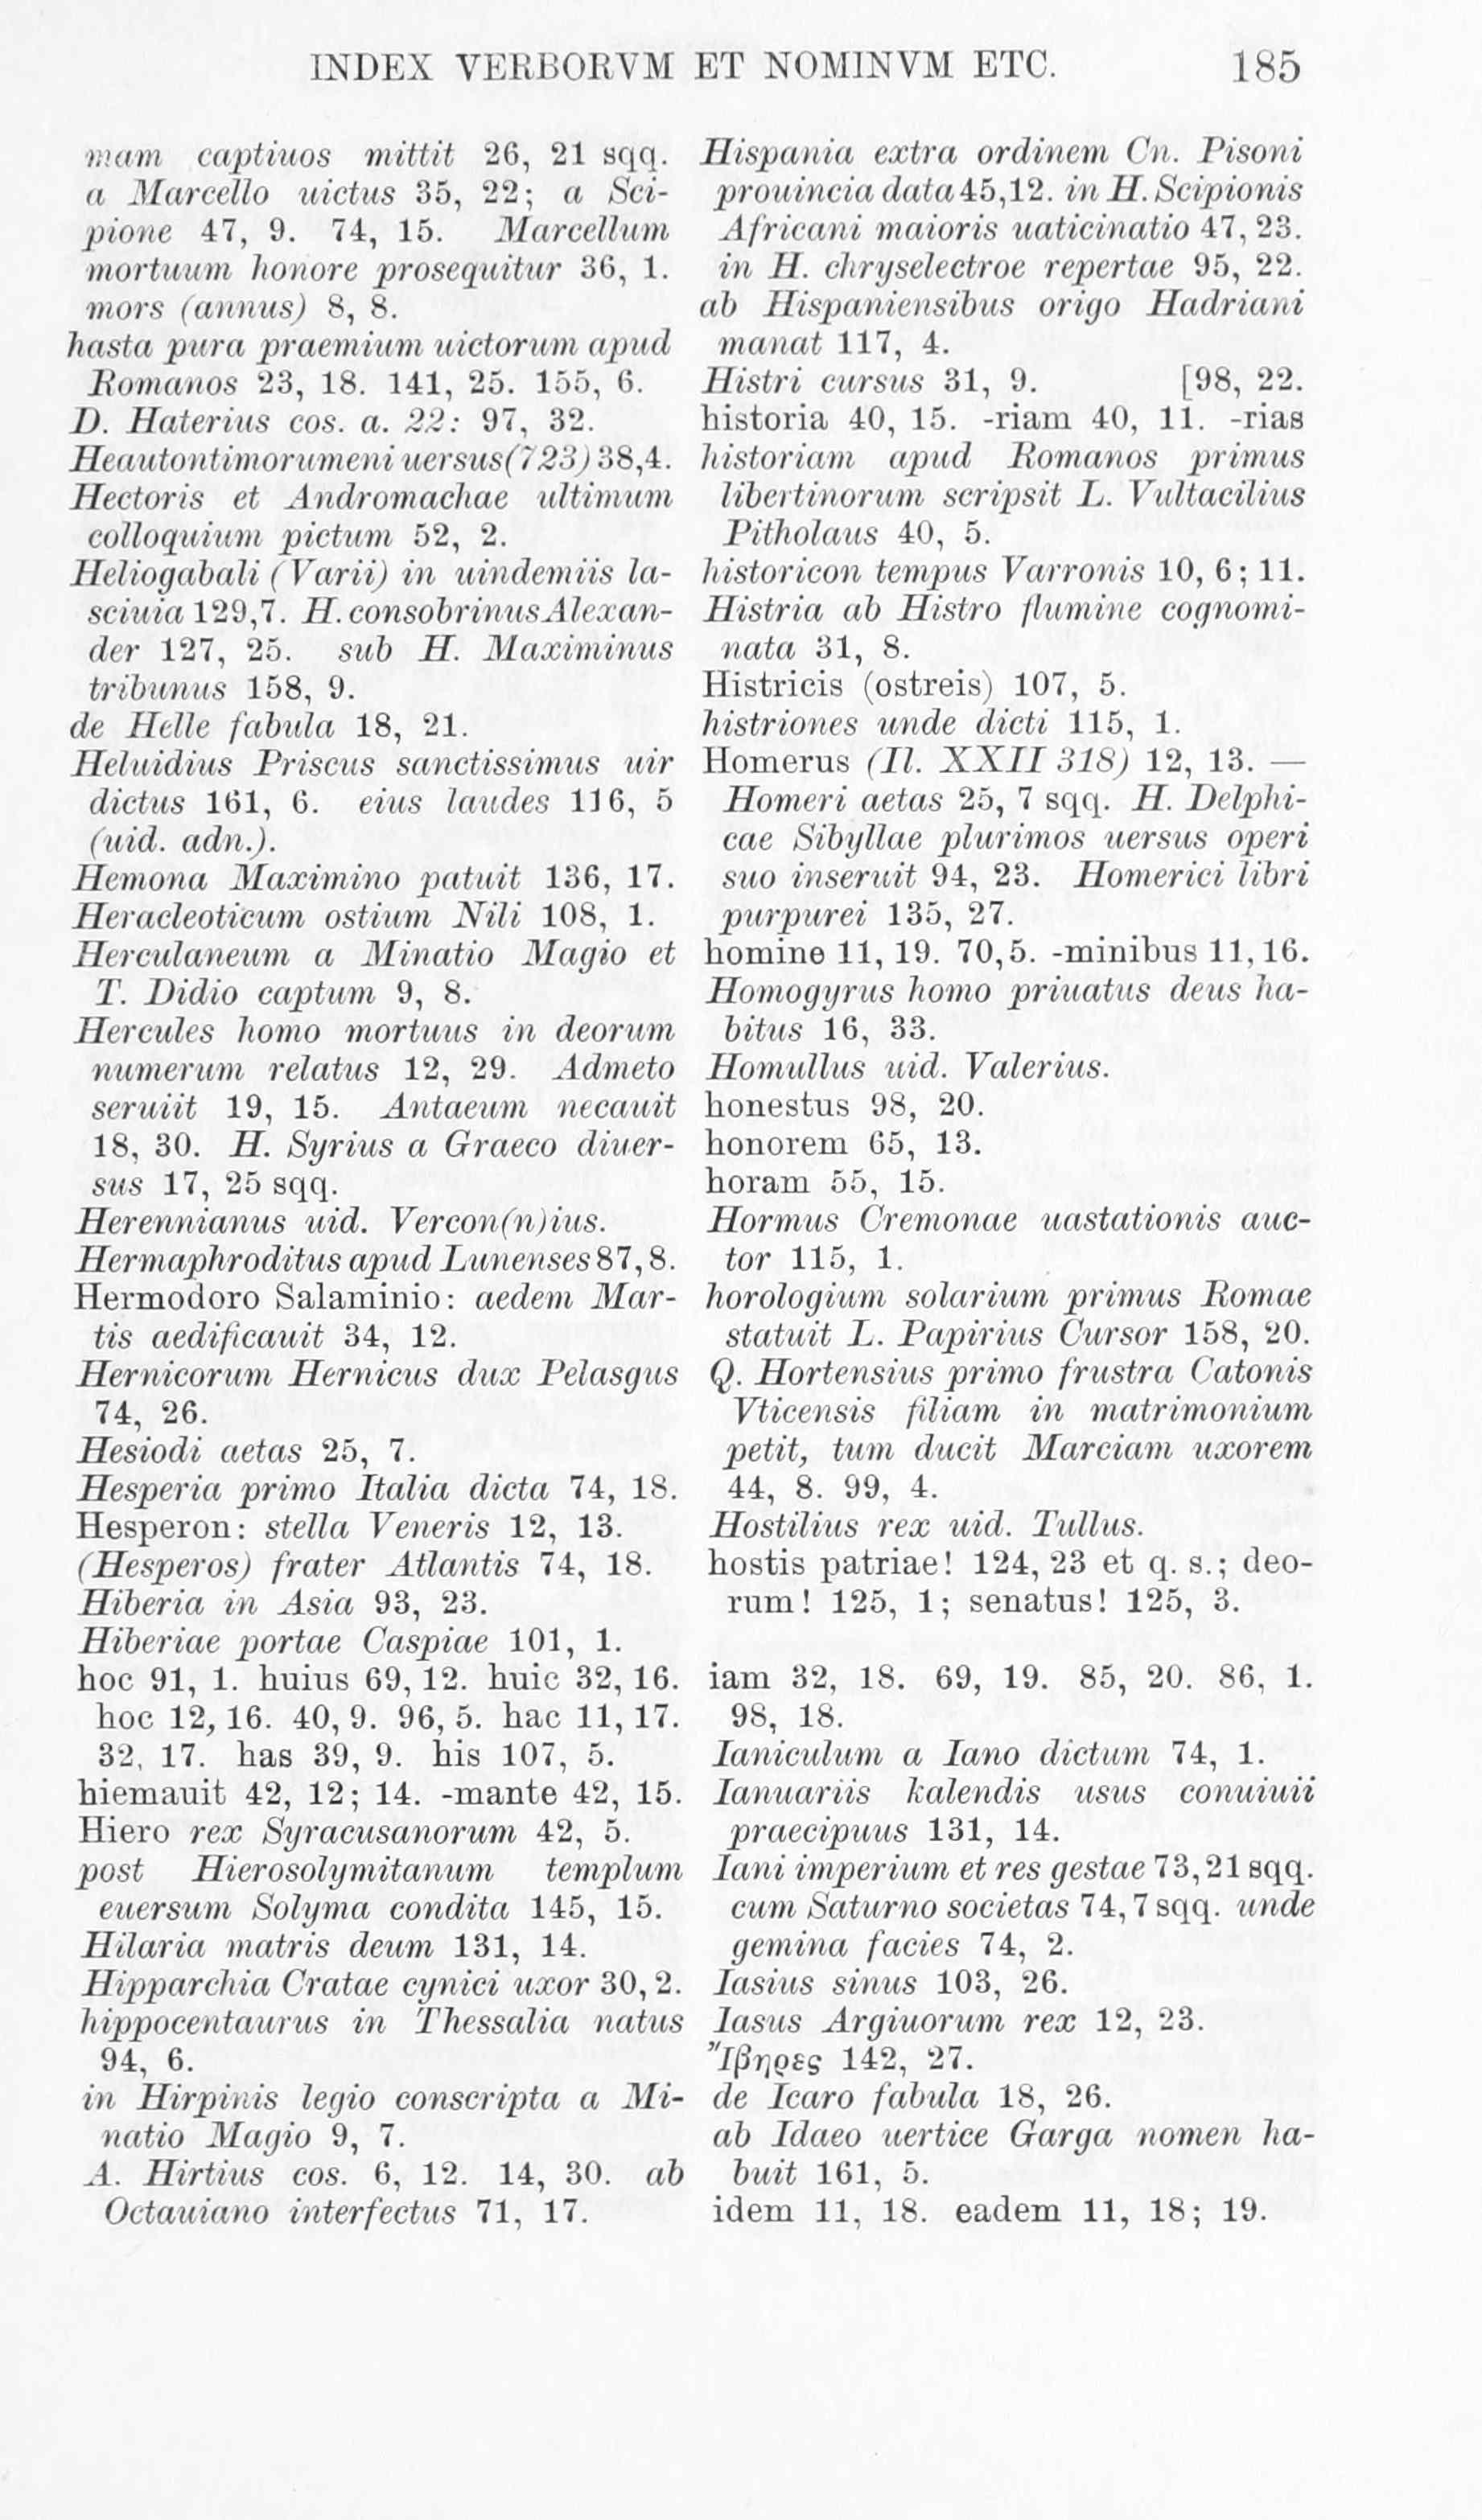 INDEX VERBORVM ET NOMINVM ETC. 185
mam captiuos mittit 26, 21 sqq.
a Marcello uictus 35, 22; a Sci-
pione 47, 9. 74, 15. Marcellum
mortuum honore prosequitur 36, 1.
mors (annus) 8, 8.
hasta pura praemium uictorum apud
Romanos 23, 18. 141, 25. 155, 6.
D. Haterius cos. a. 22: 97, 32.
Heautontimorumeni uersus (723) 38,4.
Hectoris et Andromachae ultimum
colloquium pictum 52, 2.
Heliogabali (Varii) in uindemiis la-
sciuia 129,7. H. consobrinus Alexan-
der 127, 25. sub H. Maximinus
tribunus 158, 9.
de Helle fabula 18, 21.
Heluidius Priscus sanctissimus uir
dictus 161, 6. eius laudes 116, 5
(uid. adn.).
Hemona Maximino patuit 136, 17.
Heracleoticum ostium Nili 108, 1.
Herculaneum a Minatio Magio et
T. Didio captum 9, 8.
Hercules homo mortuus in deorum
numerum relatus 12, 29. Admeto
seruiit 19, 15. Antaeum necauit
18, 30. H. Syrius a Graeco diuer-
sus 17, 25 sqq.
Herennianus uid. Vercon(n)ius.
Hermaphroditus apud Lunenses 87, 8.
Hermodoro Salaminio: aedem Mar-
tis aedificauit 34, 12.
Hernicorum Hernicus dux Pelasgus
74, 26.
Hesiodi aetas 25, 7.
Hesperia primo Italia dicta 74, 18.
Hesperon: stella Veneris 12, 13.
(Hesperos) frater Atlantis 74, 18.
Hiberia in Asia 93, 23.
Hiberiae portae Caspiae 101, 1.
hoc 91, 1. huius 69, 12. huic 32, 16.
hoc 12, 16. 40, 9. 96, 5. hac 11, 17.
32, 17. has 39, 9. his 107, 5.
hiemauit 42, 12; 14. -mante 42, 15.
Hiero rex Syracusanorum 42, 5.
post Hierosolymitanum templum
euersum Solyma condita 145, 15.
Hilaria matris deum 131, 14.
Hipparchia Cratae cynici uxor 30, 2.
hippocentaurus in Thessalia natus
94, 6.
in Hirpinis legio conscripta a Mi-
natio Magio 9, 7.
A. Hirtius cos. 6, 12. 14, 30. ab
Octauiano interfectus 71, 17.
Hispania extra ordinem Cn. Pisoni
prouincia data 45,12. in H. Scipionis
Africani maioris uaticinatio 47, 23.
in H. chryselectroe repertae 95, 22.
ab Hispaniensibus origo Hadriani
manat 117, 4.
Histri cursus 31, 9. [98, 22.
historia 40, 15. -riam 40, 11. -rias
historiam apud Romanos primus
libertinorum scripsit L. Vultacilius
Pitholaus 40, 5.
historicon tempus Varronis 10, 6; 11.
Histria ab Histro flumine cognomi-
nata 31, 8.
Histricis (ostreis) 107, 5.
histriones unde dicti 115, 1.
Homerus (Il. XXII 318) 12, 13. —
Homeri aetas 25, 7 sqq. H. Delphi-
cae Sibyllae plurimos uersus operi
suo inseruit 94, 23. Homerici libri
purpurei 135, 27.
homine 11, 19. 70, 5. -minibus 11, 16.
Homogyrus homo priuatus deus ha-
bitus 16, 33.
Homullus uid. Valerius.
honestus 98, 20.
honorem 65, 13.
horam 55, 15.
Hormus Cremonae uastationis auc-
tor 115, 1.
horologium solarium primus Romae
statuit L. Papirius Cursor 158, 20.
Q. Hortensius primo frustra Catonis
Vticensis filiam in matrimonium
petit, tum ducit Marciam uxorem
44, 8. 99, 4.
Hostilius rex uid. Tullus.
hostis patriae! 124, 23 et q. s.; deo-
rum! 125, 1; senatus! 125, 3.
iam 32, 18. 69, 19. 85, 20. 86, 1.
98, 18.
Ianiculum a Iano dictum 74, 1.
Ianuariis kalendis usus conuiuii
praecipuus 131, 14.
Iani imperium et res gestae 73, 21 sqq.
cum Saturno societas 74, 7 sqq. unde
gemina facies 74, 2.
Iasius sinus 103, 26.
Iasus Argiuorum rex 12, 23.
Ἴβηρες 142, 27.
de Icaro fabula 18, 26.
ab Idaeo uertice Garga nomen ha-
buit 161, 5.
idem 11, 18. eadem 11, 18; 19.